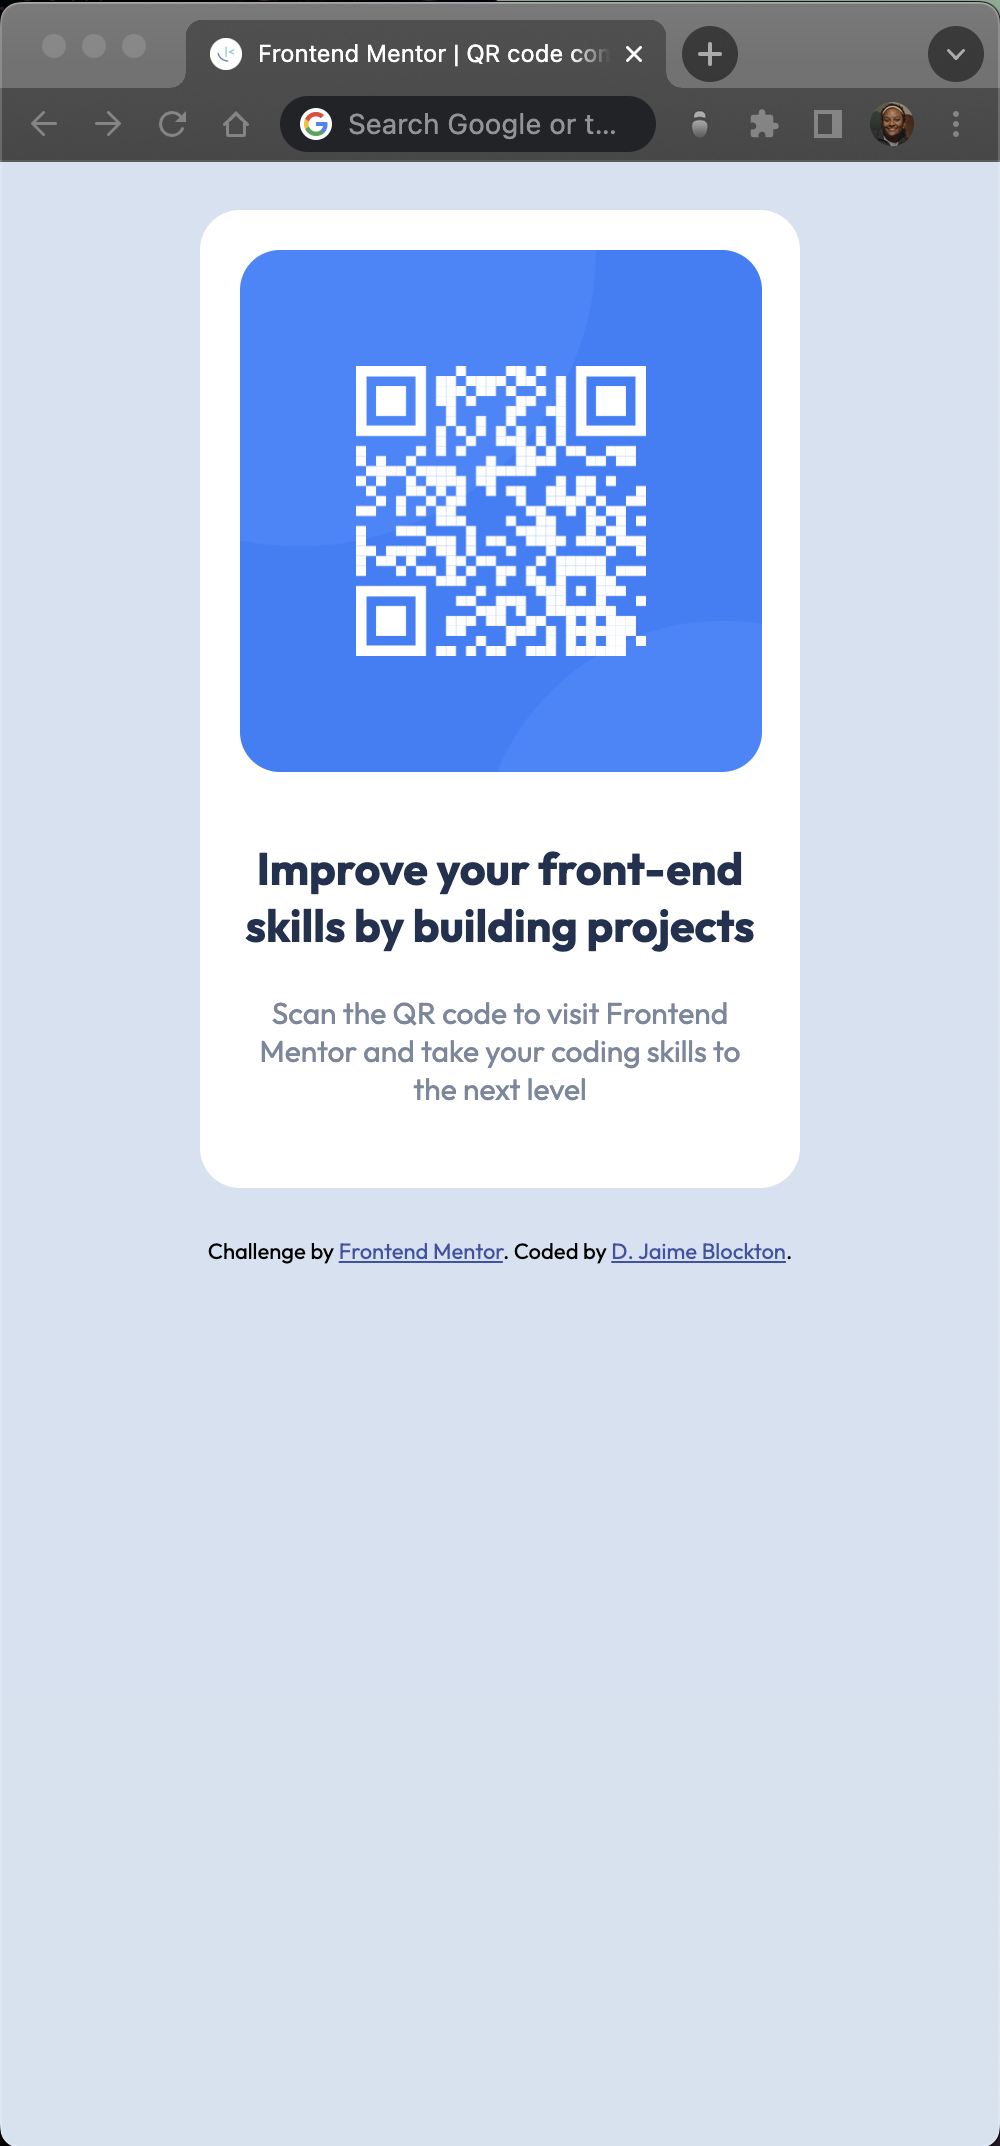 Frontend Mentor | QR code con
Search Google or t...
Improve your front-end
skills by building projects
Scan the QR code to visit Frontend
Mentor and take your coding skills to
the next level
Challenge by Frontend Mentor. Coded by D. Jaime Blockton.